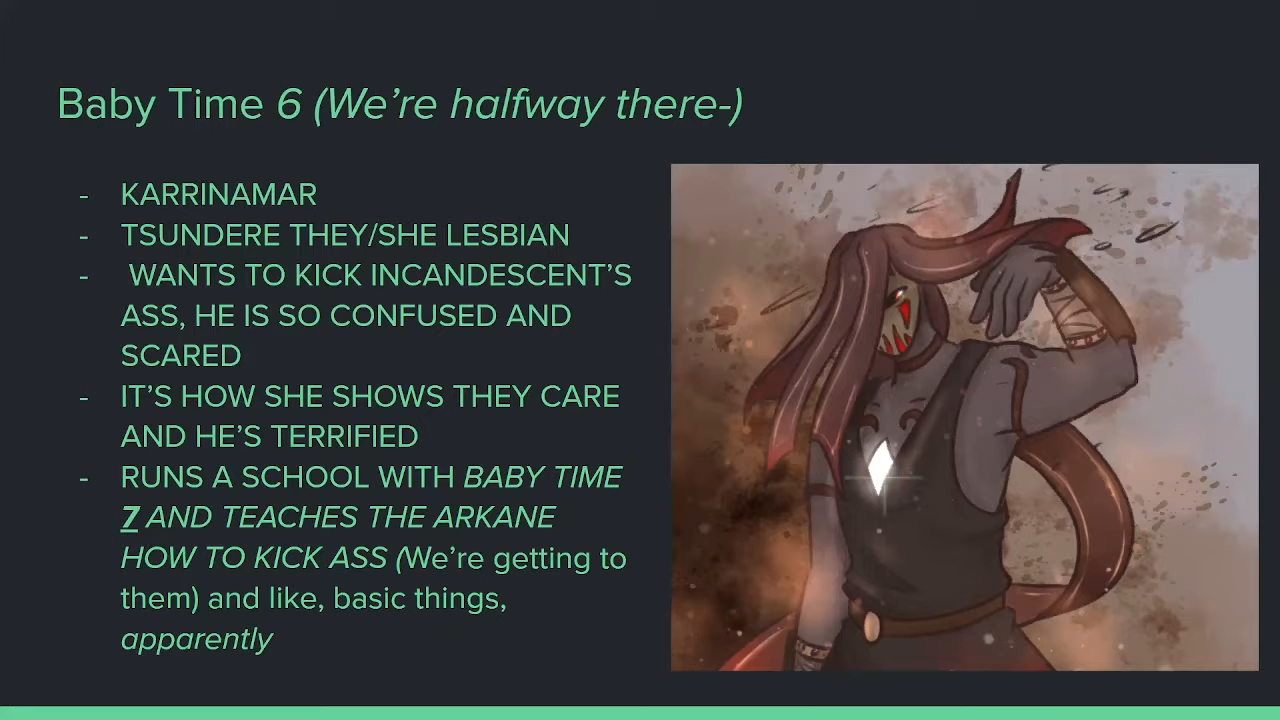 Baby Time 6 (We're halfway there-)
- KARRINAMAR
- TSUNDERE THEY/SHE LESBIAN
- WANTS TO KICK INCANDESCENT'S
ASS, HE IS SO CONFUSED AND
SCARED
- IT'S HOW SHE SHOWS THEY CARE
AND HE'S TERRIFIED
- RUNS A SCHOOL WITH BABY TIME
7 AND TEACHES THE ARKANE
HOW TO KICK ASS (We're getting to
them) and like, basic things,
apparently